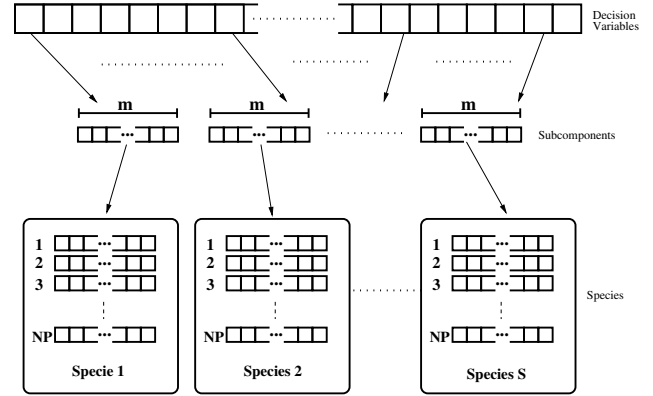 Decision
Variables
m m m
... ... ...
Subcomponents
1 ... 1 ... 1 ...
2 ... 2 ... 2 ...
3 ... 3 ... 3 ...
Species
NP ... NP ... NP ...
Specie 1 Species 2 Species S